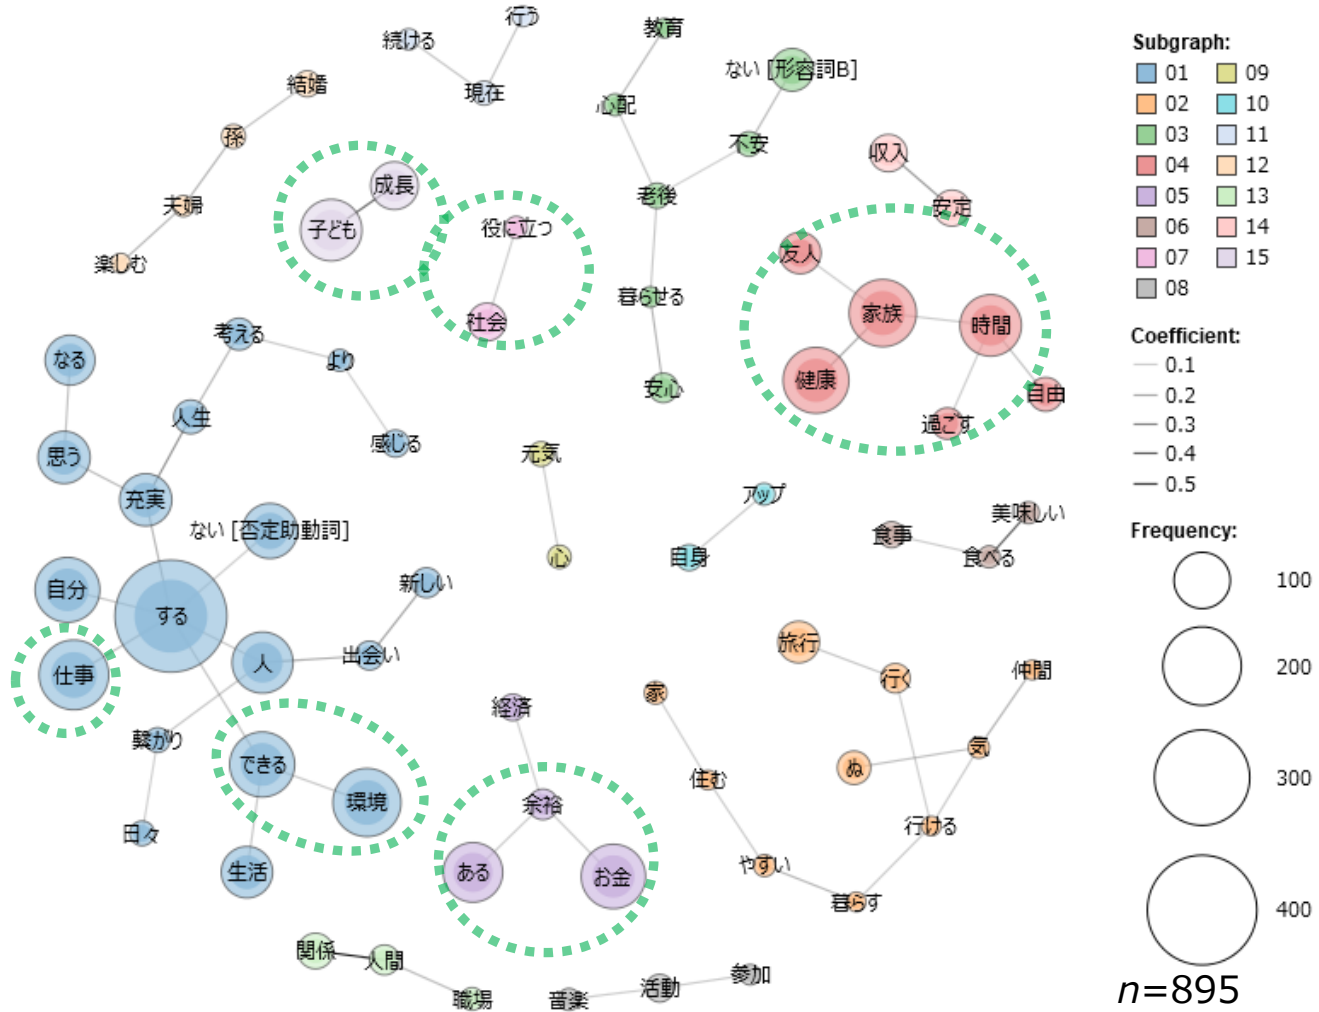 行う
続ける
現在
教育
ない [形容詞B]
心配
不安
老後
暮らせる
安心
結婚
孫
夫婦
楽しむ
成長
子ども
役に立つ
社会
収入
安定
友人
家族
時間
健康
自由
過ごす
考える
より
なる
人生
感じる
思う
充実
ない [否定助動詞]
自分
する
仕事
人
出会い
新しい
繋がり
日々
できる
環境
生活
元気
心
アップ
自身
美味しい
食事
食べる
経済
余裕
ある
お金
旅行
行く
仲間
家
気
ぬ
住む
行ける
やすい
暮らす
関係
人間
職場
音楽
活動
参加
Subgraph:
01
02
03
04
05
06
07
08
09
10
11
12
13
14
15
Coefficient:
0.1
0.2
0.3
0.4
0.5
Frequency:
100
200
300
400
n=895